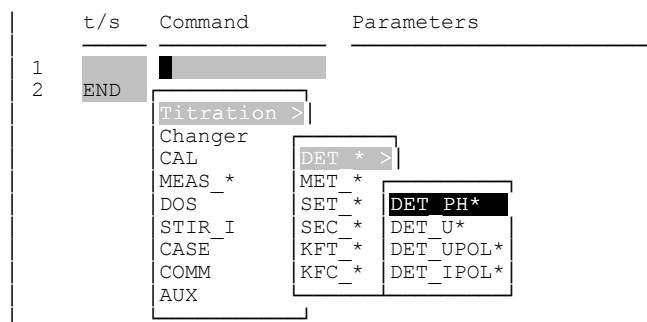 t/s Command Parameters
1
2 END
Titration >
Changer
CAL DET_* >
MEAS_* MET_*
DOS SET_* DET_PH*
STIR_I SEC_* DET_U*
CASE KFT_* DET_UPOL*
COMM KFC_* DET_IPOL*
AUX